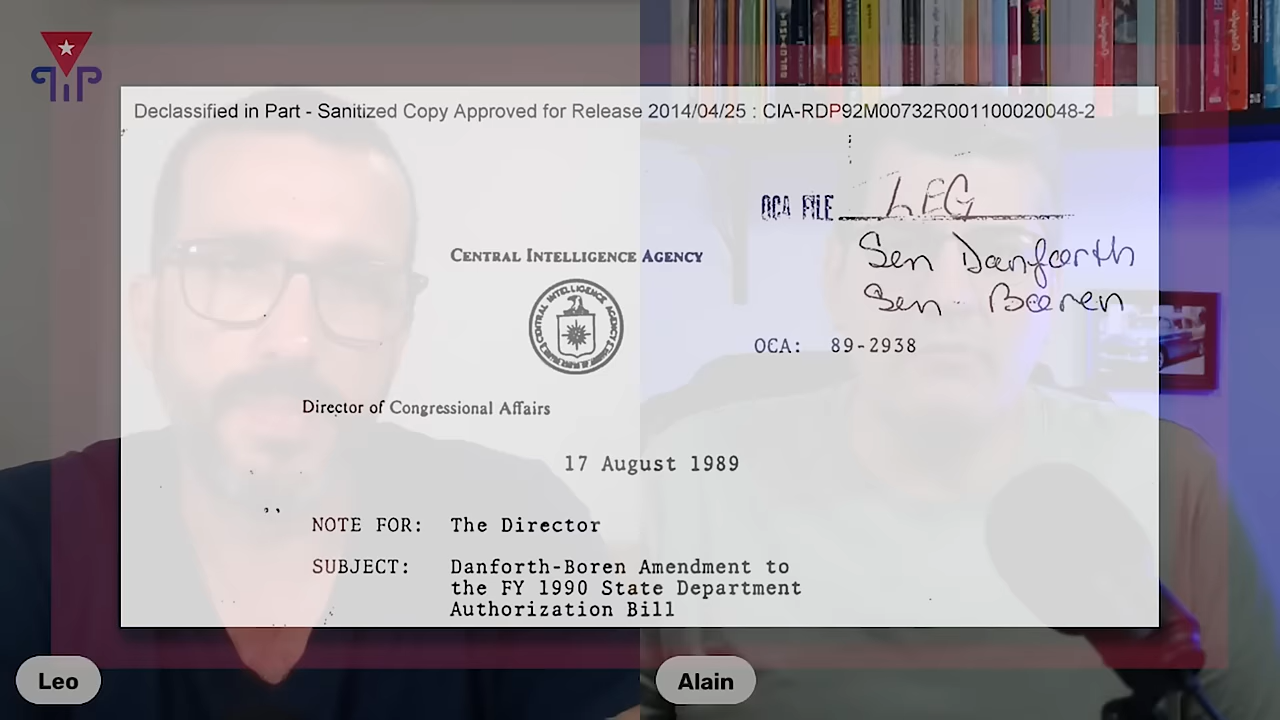 Declassified in Part - Sanitized Copy Approved for Release 2014/04/25 : CIA-RDP92M00732R001100020048-2
OCA FILE LEG
Sen Danforth
Sen Boren
CENTRAL INTELLIGENCE AGENCY
OCA: 89-2938
Director of Congressional Affairs
17 August 1989
NOTE FOR: The Director
SUBJECT: Danforth-Boren Amendment to
the FY 1990 State Department
Authorization Bill
Leo
Alain